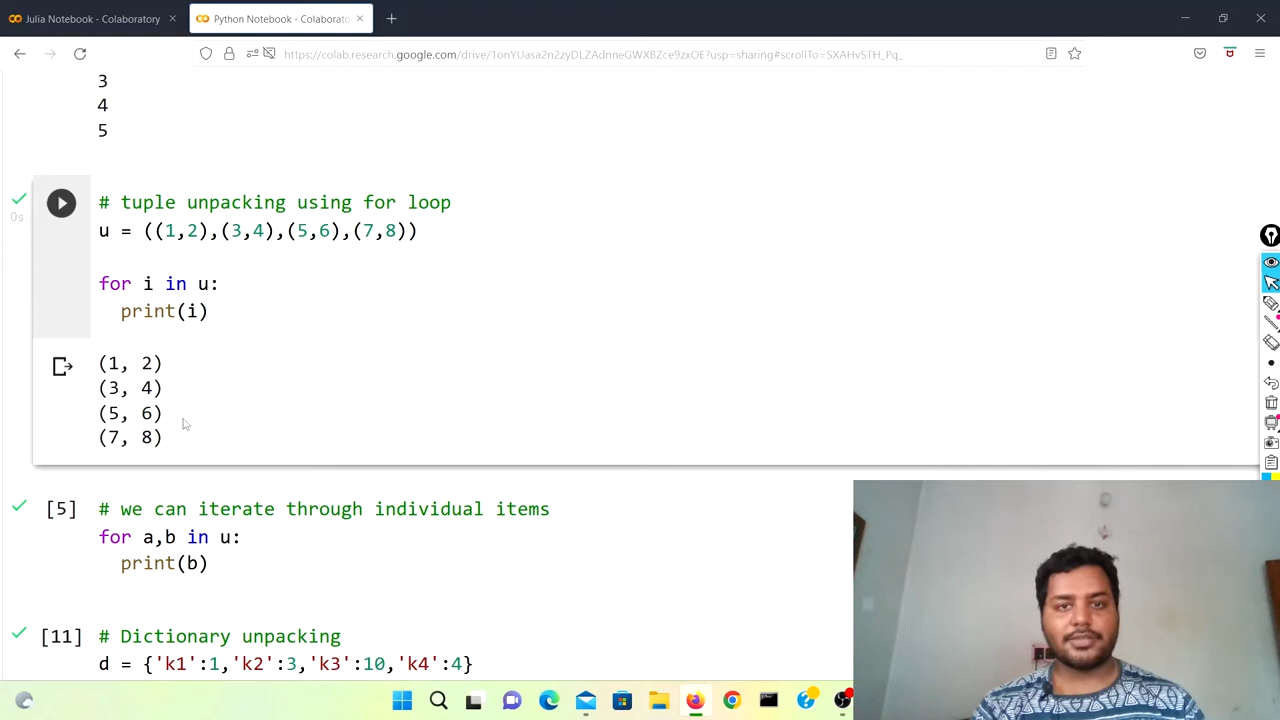 Julia Notebook - Colaboratory
Python Notebook - Colaborato
https://colab.research.google.com/drive/1onYUasa2n2zyDLZAdnneGWXBZce9zxOE?usp=sharing#scrollTo=SXAHvSTH_Pq_
3
4
5
0s
# tuple unpacking using for loop
u = ((1,2),(3,4),(5,6),(7,8))
for i in u:
print(i)
(1, 2)
(3, 4)
(5, 6)
(7, 8)
[5]
# we can iterate through individual items
for a,b in u:
print(b)
[11]
# Dictionary unpacking
d = {'k1':1,'k2':3,'k3':10,'k4':4}